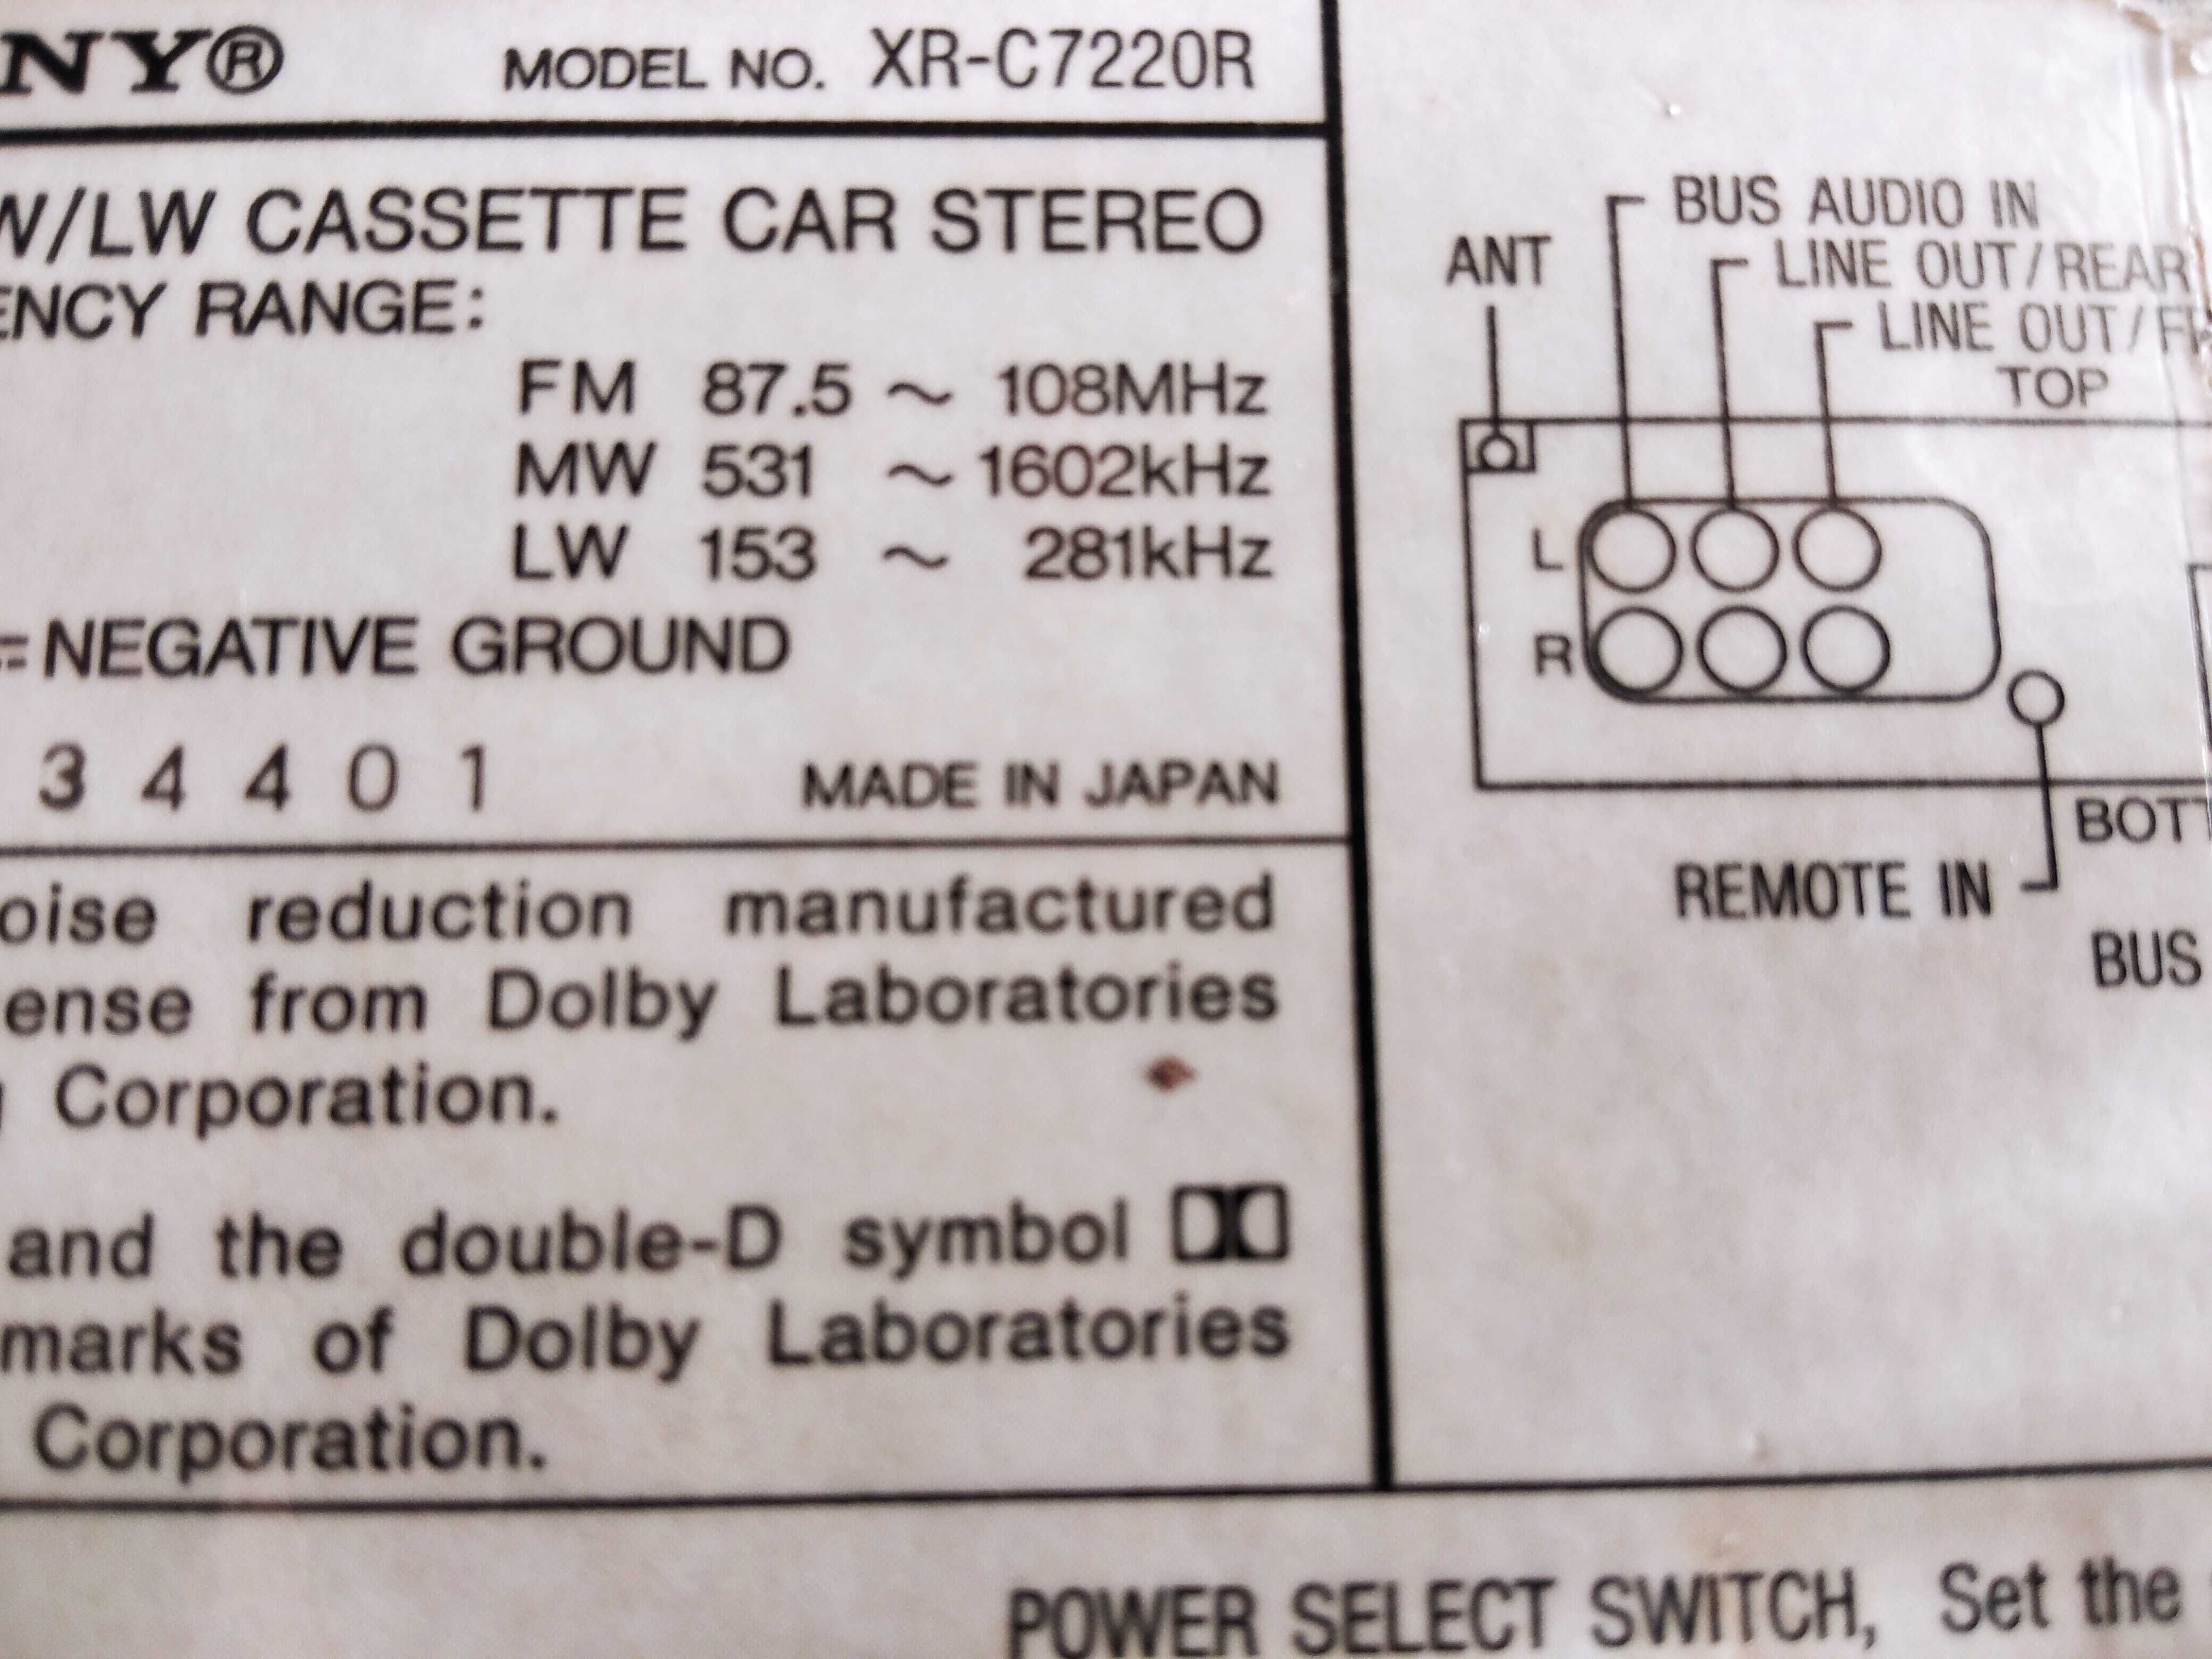 NY®
MODEL NO. XR-C7220R
W/LW CASSETTE CAR STEREO
ENCY RANGE:
FM 87.5 ~ 108MHz
MW 531 ~ 1602kHz
LW 153 ~ 281kHz
NEGATIVE GROUND
3 4 4 0 1
MADE IN JAPAN
oise reduction manufactured
ense from Dolby Laboratories
Corporation.
and the double-D symbol
marks of Dolby Laboratories
Corporation.
BUS AUDIO IN
ANT
LINE OUT/REAR
LINE OUT/FR
TOP
L
R
BOTT
REMOTE IN
BUS
POWER SELECT SWITCH, Set the